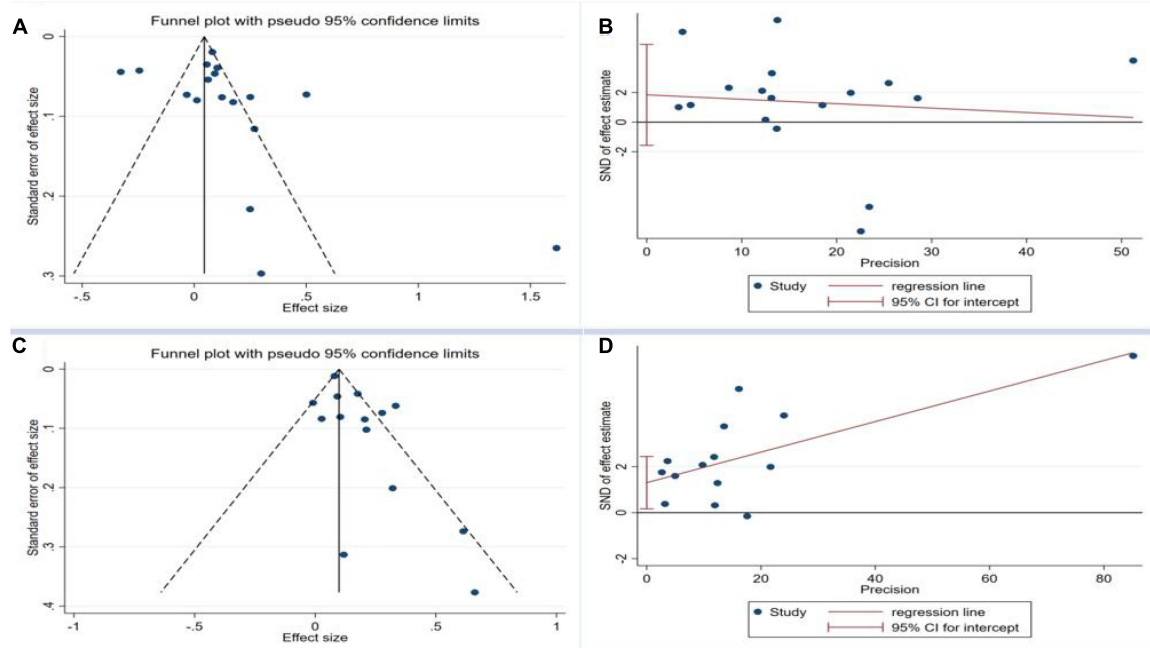 A
Funnel plot with pseudo 95% confidence limits
Standard error of effect size
0
.1
.2
.3
-.5
0
.5
1
1.5
Effect size
B
SND of effect estimate
2
0
-2
0
10
20
30
40
50
Precision
Study
regression line
95% CI for intercept
C
Funnel plot with pseudo 95% confidence limits
Standard error of effect size
0
.1
.2
.3
.4
-1
-.5
0
.5
1
Effect size
D
SND of effect estimate
2
0
-2
0
20
40
60
80
Precision
Study
regression line
95% CI for intercept